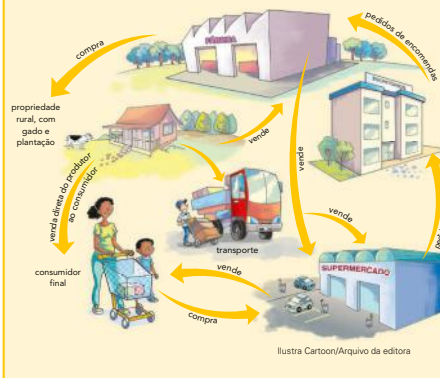 compra
FÁBRICA
pedidos de encomendas
propriedade
rural, com
gado e
plantação
vende
vende
venda direta do produtor
ao consumidor
vende
transporte
SUPERMERCADO
consumidor
final
vende
compra
Ilustra Cartoon/Arquivo da editora